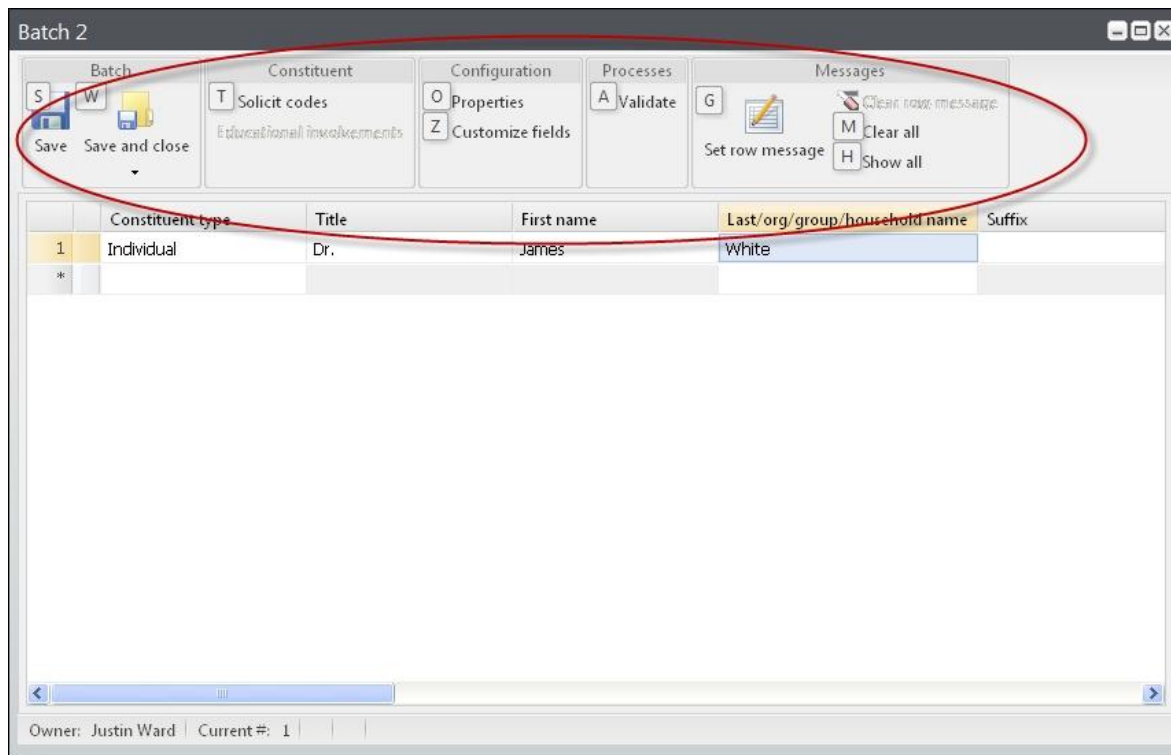 Batch 2
Batch Constituent Configuration Processes Messages
S W T Solicit codes O Properties A Validate G Clear row message
Educational involvements Z Customize fields M Clear all
Save Save and close Set row message H Show all
Constituent type Title First name Last/org/group/household name Suffix
1 Individual Dr. James White
*
Owner: Justin Ward Current #: 1